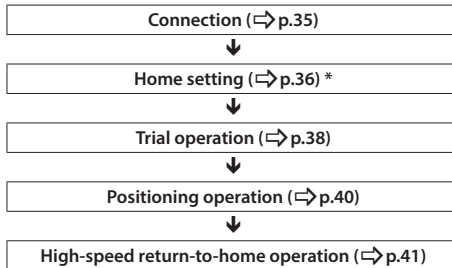 Connection (⇨p.35)
Home setting (⇨p.36) *
Trial operation (⇨p.38)
Positioning operation (⇨p.40)
High-speed return-to-home operation (⇨p.41)